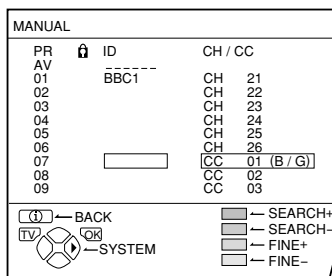 MANUAL
PR ID CH / CC
AV ------
01 BBC1 CH 21
02 CH 22
03 CH 23
04 CH 24
05 CH 25
06 CH 26
07 CC 01 (B / G)
08 CC 02
09 CC 03
i BACK
TV OK
SYSTEM
SEARCH+
SEARCH−
FINE+
FINE−